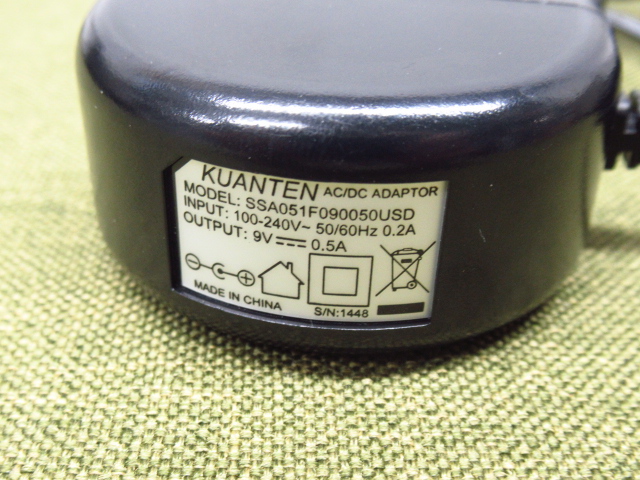 KUANTEN AC/DC ADAPTOR
MODEL: SSA051F090050USD
INPUT: 100-240V~ 50/60Hz 0.2A
OUTPUT: 9V⎓0.5A
MADE IN CHINA
S/N:1448